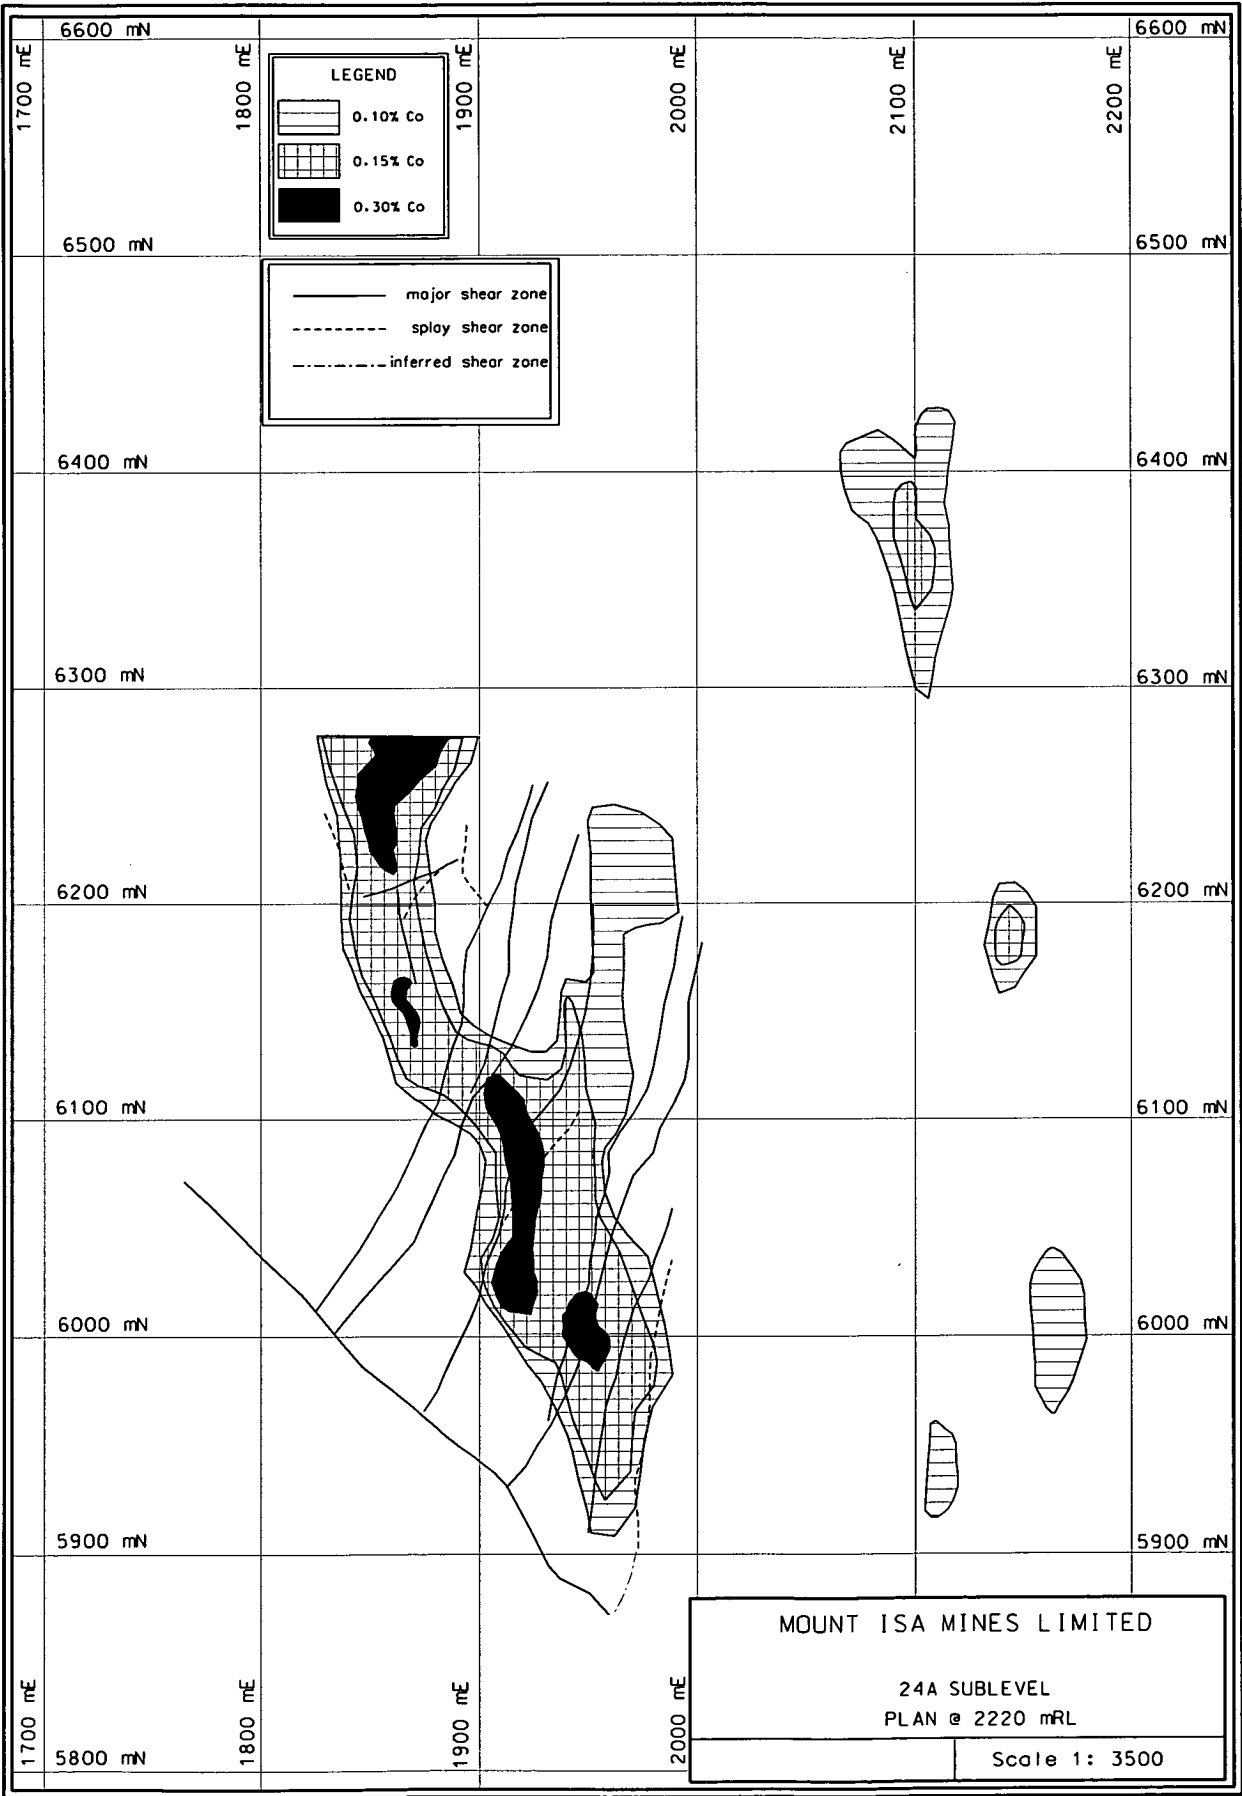 6600 mN
6600 mN
1700 mE
1800 mE
1900 mE
2000 mE
2100 mE
2200 mE
LEGEND
0.10% Co
0.15% Co
0.30% Co
6500 mN
6500 mN
major shear zone
splay shear zone
inferred shear zone
6400 mN
6400 mN
6300 mN
6300 mN
6200 mN
6200 mN
6100 mN
6100 mN
6000 mN
6000 mN
5900 mN
5900 mN
1700 mE
1800 mE
1900 mE
2000 mE
5800 mN
MOUNT ISA MINES LIMITED
24A SUBLEVEL
PLAN @ 2220 mRL
Scale 1: 3500